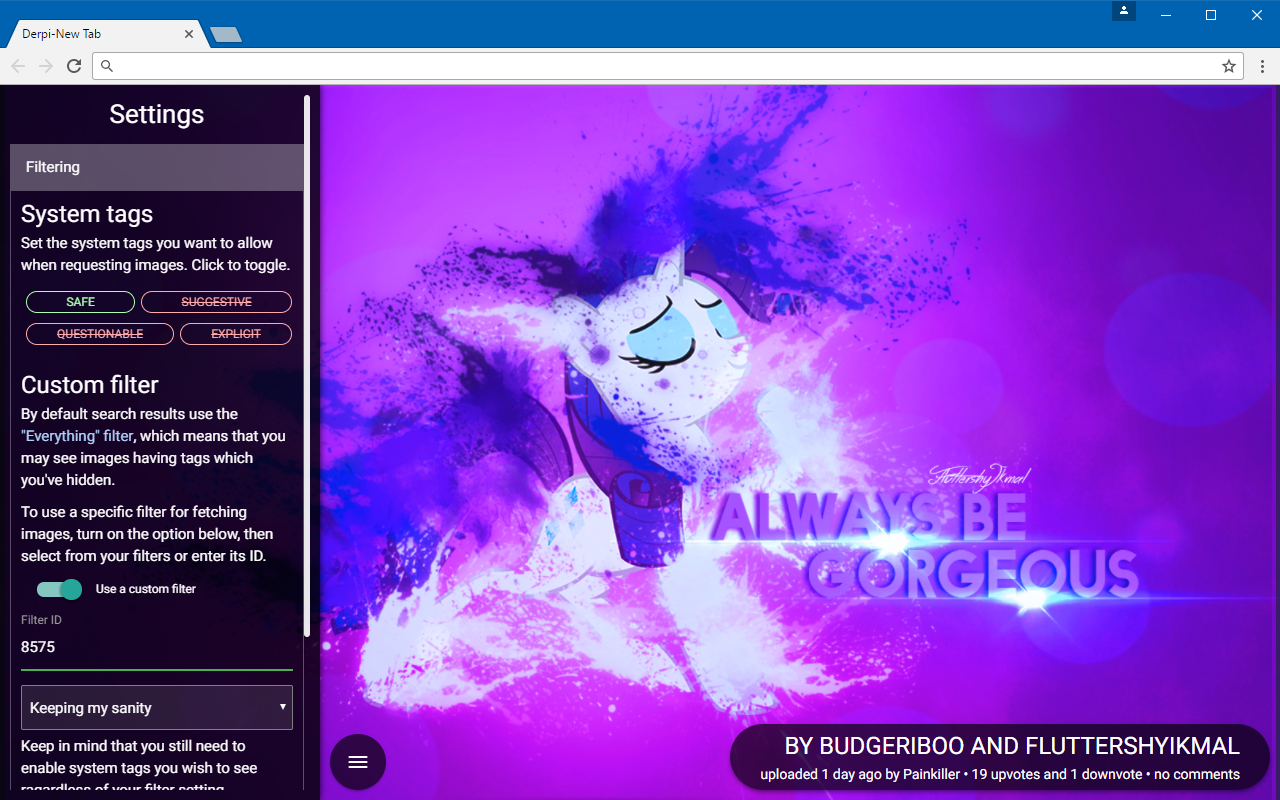 Derpi-New Tab
Settings
Filtering
System tags
Set the system tags you want to allow
when requesting images. Click to toggle.
SAFE
SUGGESTIVE
QUESTIONABLE
EXPLICIT
Custom filter
By default search results use the
"Everything" filter, which means that you
may see images having tags which
you've hidden.
To use a specific filter for fetching
images, turn on the option below, then
select from your filters or enter its ID.
Use a custom filter
Filter ID
8575
Keeping my sanity
Keep in mind that you still need to
enable system tags you wish to see
regardless of your filter setting
FluttershyIkmal
ALWAYS BE
GORGEOUS
BY BUDGERIBOO AND FLUTTERSHYIKMAL
uploaded 1 day ago by Painkiller • 19 upvotes and 1 downvote • no comments